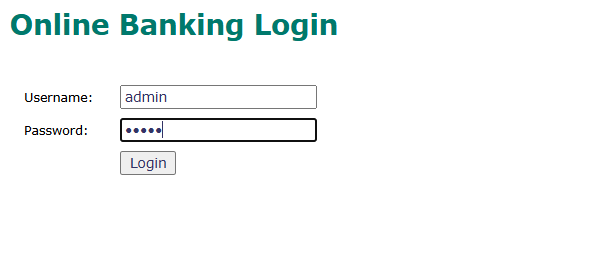 Online Banking Login
Username: admin
Password: •••••
Login